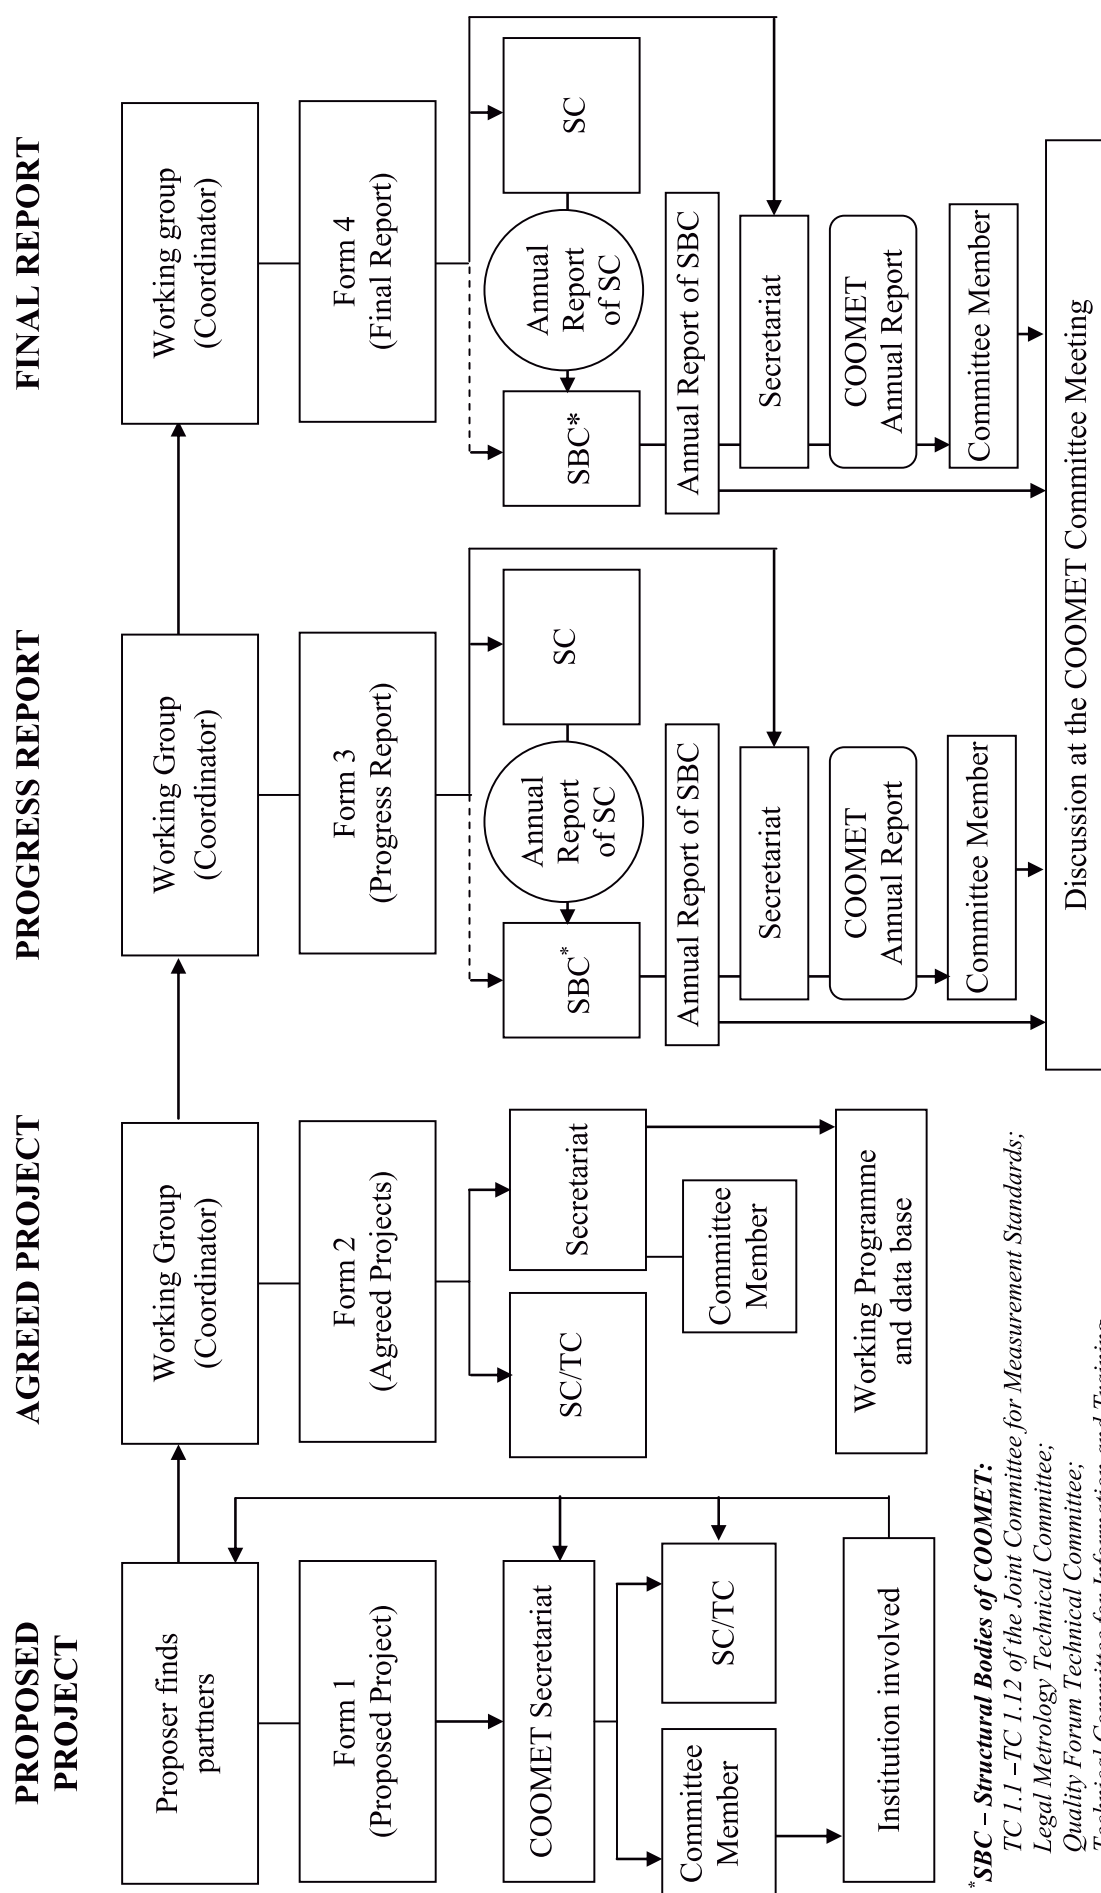 PROPOSED
PROJECT
Proposer finds
partners
Form 1
(Proposed Project)
COOMET Secretariat
Committee
Member
SC/TC
Institution involved
AGREED PROJECT
Working Group
(Coordinator)
Form 2
(Agreed Projects)
SC/TC
Secretariat
Committee
Member
Working Programme
and data base
PROGRESS REPORT
Working Group
(Coordinator)
Form 3
(Progress Report)
SBC*
Annual
Report
of SC
SC
Annual Report of SBC
Secretariat
COOMET
Annual Report
Committee Member
FINAL REPORT
Working group
(Coordinator)
Form 4
(Final Report)
SBC*
Annual
Report
of SC
SC
Annual Report of SBC
Secretariat
COOMET
Annual Report
Committee Member
Discussion at the COOMET Committee Meeting
*SBC – Structural Bodies of COOMET:
TC 1.1 –TC 1.12 of the Joint Committee for Measurement Standards;
Legal Metrology Technical Committee;
Quality Forum Technical Committee;
Technical Committee for Information and Training